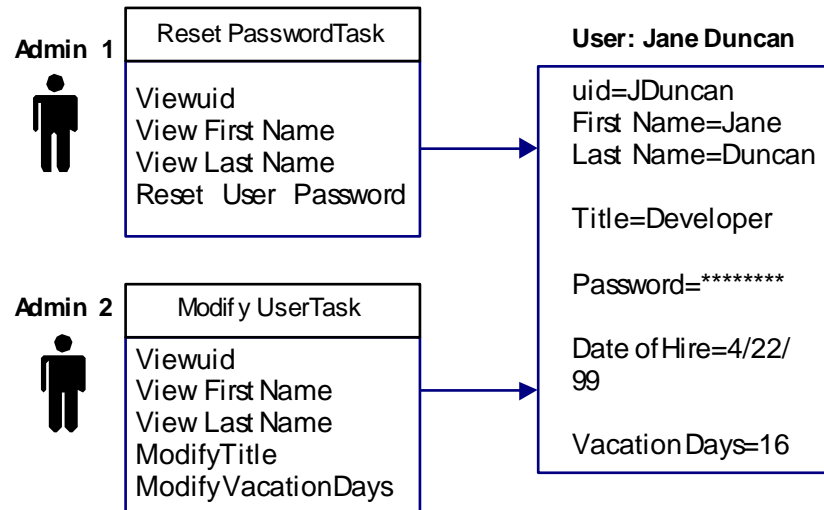 Admin 1
Reset PasswordTask
Viewuid
View First Name
View Last Name
Reset User Password
Admin 2
Modify UserTask
Viewuid
View First Name
View Last Name
ModifyTitle
ModifyVacationDays
User: Jane Duncan
uid=JDuncan
First Name=Jane
Last Name=Duncan
Title=Developer
Password=********
Date of Hire=4/22/
99
Vacation Days=16